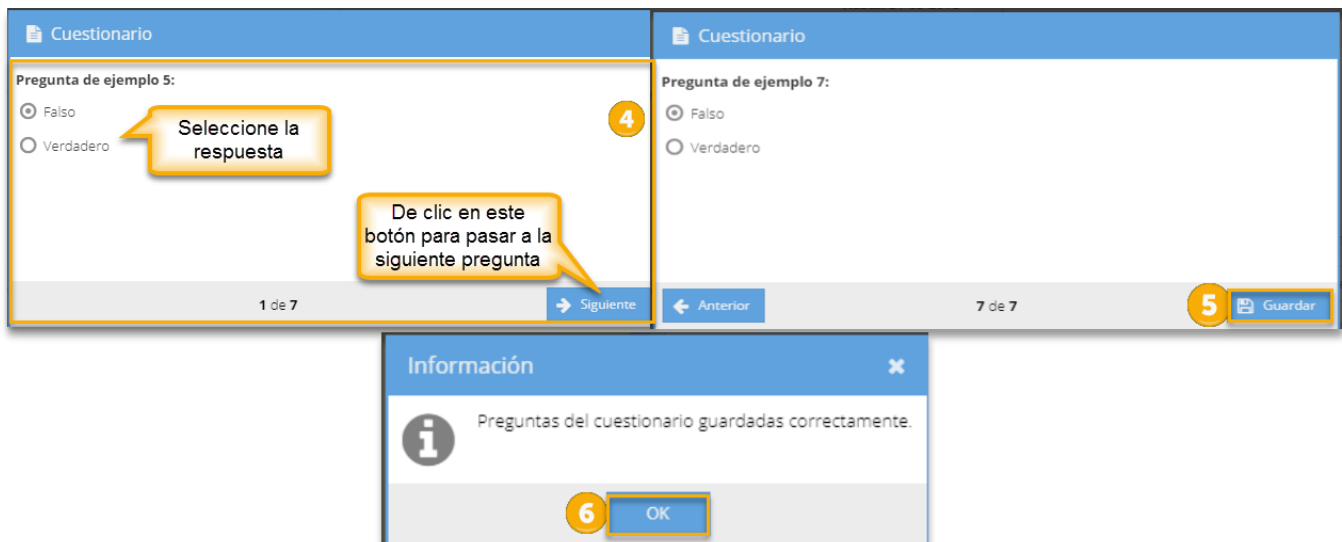 Cuestionario
Pregunta de ejemplo 5:
Falso
Verdadero
Seleccione la
respuesta
4
De clic en este
botón para pasar a la
siguiente pregunta
1 de 7
Siguiente
Cuestionario
Pregunta de ejemplo 7:
Falso
Verdadero
Anterior
7 de 7
5
Guardar
Información
Preguntas del cuestionario guardadas correctamente.
6
OK